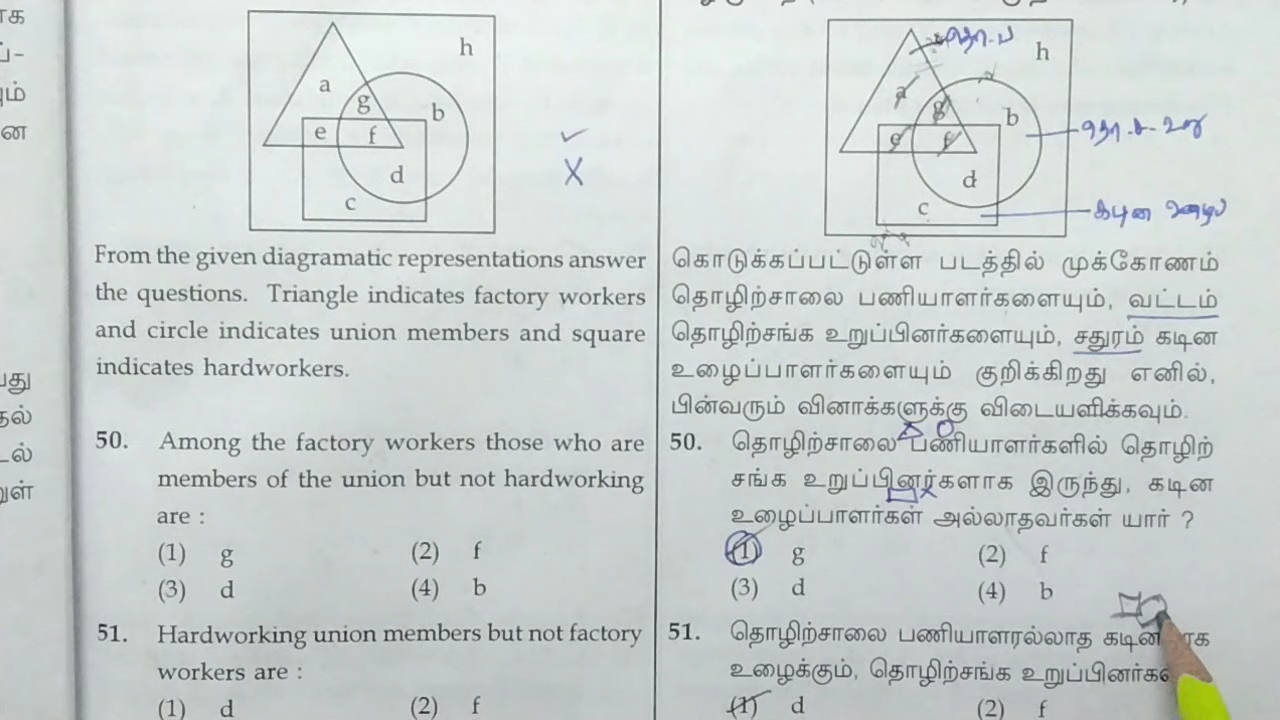 h
a
g
b
e
f
d
c
From the given diagramatic representations answer
the questions. Triangle indicates factory workers
and circle indicates union members and square
indicates hardworkers.
50. Among the factory workers those who are
members of the union but not hardworking
are :
(1) g (2) f
(3) d (4) b
51. Hardworking union members but not factory
workers are :
(1) d (2) f
h
a
g
b
e
f
d
c
கொடுக்கப்பட்டுள்ள படத்தில் முக்கோணம்
தொழிற்சாலை பணியாளர்களையும், வட்டம்
தொழிற்சங்க உறுப்பினர்களையும், சதுரம் கடின
உழைப்பாளர்களையும் குறிக்கிறது எனில்,
பின்வரும் வினாக்களுக்கு விடையளிக்கவும்.
50. தொழிற்சாலை பணியாளர்களில் தொழிற்
சங்க உறுப்பினர்களாக இருந்து, கடின
உழைப்பாளர்கள் அல்லாதவர்கள் யார் ?
(1) g (2) f
(3) d (4) b
51. தொழிற்சாலை பணியாளரல்லாத
உழைக்கும், தொழிற்சங்க
(1) d (2) f